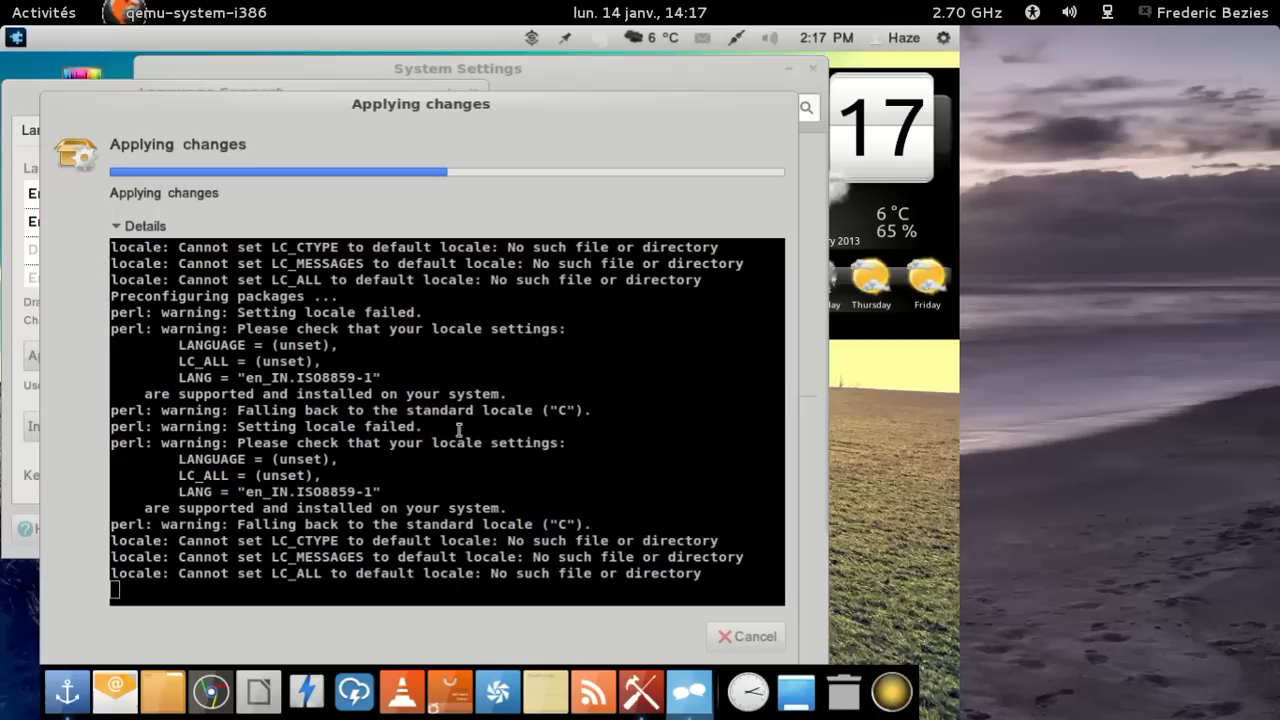 Activités qemu-system-i386 lun. 14 janv., 14:17 2.70 GHz Frederic Bezies
6 °C 2:17 PM Haze
System Settings
Applying changes
Applying changes
Applying changes
Details
locale: Cannot set LC_CTYPE to default locale: No such file or directory
locale: Cannot set LC_MESSAGES to default locale: No such file or directory
locale: Cannot set LC_ALL to default locale: No such file or directory
Preconfiguring packages ...
perl: warning: Setting locale failed.
perl: warning: Please check that your locale settings:
LANGUAGE = (unset),
LC_ALL = (unset),
LANG = "en_IN.ISO8859-1"
are supported and installed on your system.
perl: warning: Falling back to the standard locale ("C").
perl: warning: Setting locale failed.
perl: warning: Please check that your locale settings:
LANGUAGE = (unset),
LC_ALL = (unset),
LANG = "en_IN.ISO8859-1"
are supported and installed on your system.
perl: warning: Falling back to the standard locale ("C").
locale: Cannot set LC_CTYPE to default locale: No such file or directory
locale: Cannot set LC_MESSAGES to default locale: No such file or directory
locale: Cannot set LC_ALL to default locale: No such file or directory
Cancel
17
6 °C
65 %
2013
Thursday Friday